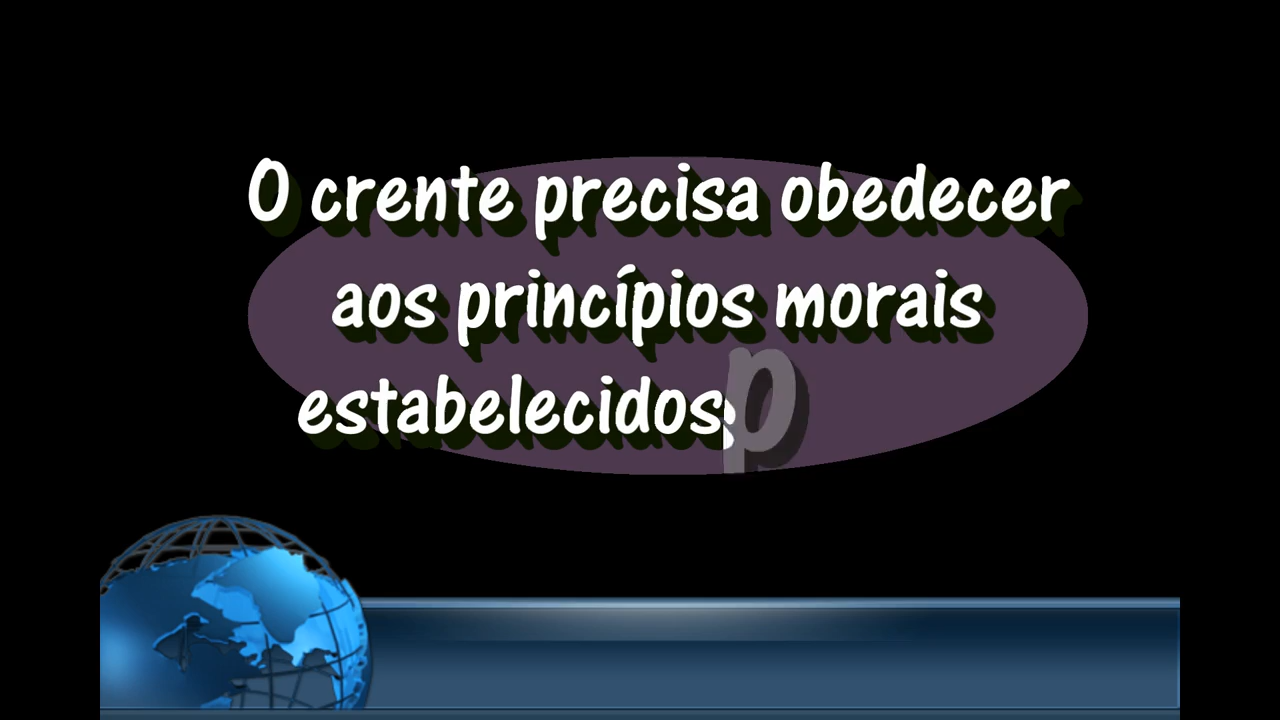 O crente precisa obedecer
aos princípios morais
estabelecidos p